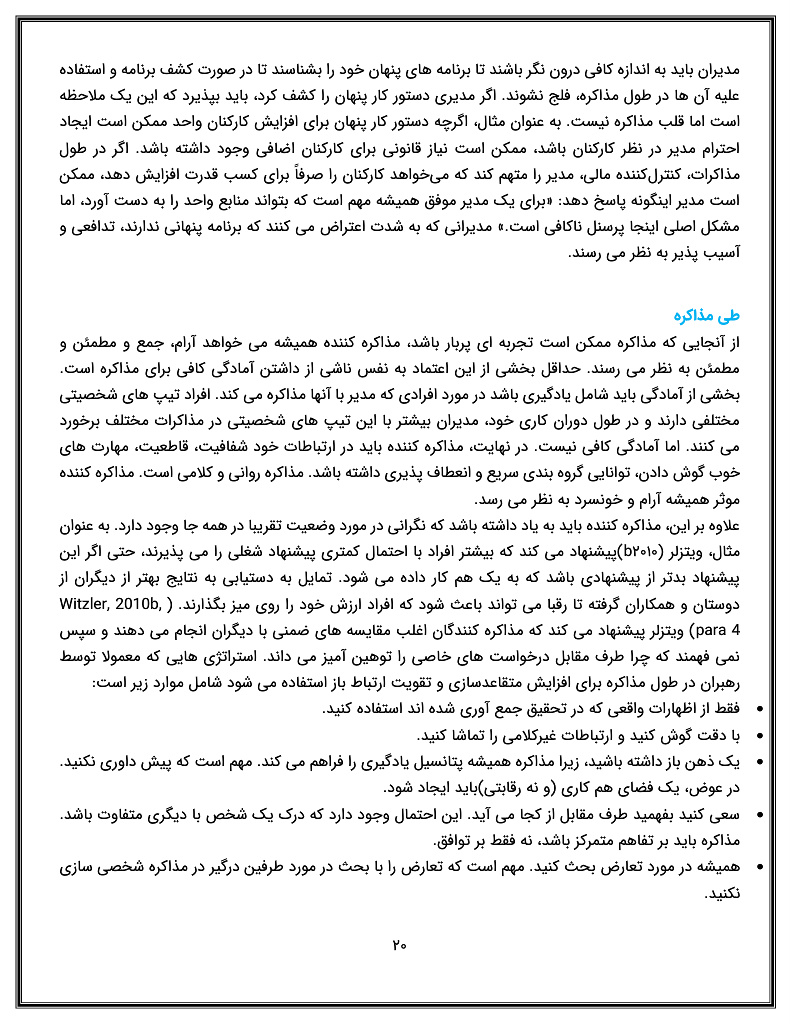 مدیران باید به اندازه کافی درون نگر باشند تا برنامه های پنهان خود را بشناسند تا در صورت کشف برنامه و استفاده
علیه آن ها در طول مذاکره، فلج نشوند. اگر مدیری دستور کار پنهان را کشف کرد، باید بپذیرد که این یک ملاحظه
است اما قلب مذاکره نیست. به عنوان مثال، اگرچه دستور کار پنهان برای افزایش کارکنان واحد ممکن است ایجاد
احترام مدیر در نظر کارکنان باشد، ممکن است نیاز قانونی برای کارکنان اضافی وجود داشته باشد. اگر در طول
مذاکرات، کنترل‌کننده مالی، مدیر را متهم کند که می‌خواهد کارکنان را صرفاً برای کسب قدرت افزایش دهد، ممکن
است مدیر اینگونه پاسخ دهد: «برای یک مدیر موفق همیشه مهم است که بتواند منابع واحد را به دست آورد، اما
مشکل اصلی اینجا پرسنل ناکافی است.» مدیرانی که به شدت اعتراض می کنند که برنامه پنهانی ندارند، تدافعی و
آسیب پذیر به نظر می رسند.
طی مذاکره
از آنجایی که مذاکره ممکن است تجربه ای پربار باشد، مذاکره کننده همیشه می خواهد آرام، جمع و مطمئن و
مطمئن به نظر می رسند. حداقل بخشی از این اعتماد به نفس ناشی از داشتن آمادگی کافی برای مذاکره است.
بخشی از آمادگی باید شامل یادگیری باشد در مورد افرادی که مدیر با آنها مذاکره می کند. افراد تیپ های شخصیتی
مختلفی دارند و در طول دوران کاری خود، مدیران بیشتر با این تیپ های شخصیتی در مذاکرات مختلف برخورد
می کنند. اما آمادگی کافی نیست. در نهایت، مذاکره کننده باید در ارتباطات خود شفافیت، قاطعیت، مهارت های
خوب گوش دادن، توانایی گروه بندی سریع و انعطاف پذیری داشته باشد. مذاکره روانی و کلامی است. مذاکره کننده
موثر همیشه آرام و خونسرد به نظر می رسد.
علاوه بر این، مذاکره کننده باید به یاد داشته باشد که نگرانی در مورد وضعیت تقریبا در همه جا وجود دارد. به عنوان
مثال، ویتزلر (b۲۰۱۰)پیشنهاد می کند که بیشتر افراد با احتمال کمتری پیشنهاد شغلی را می پذیرند، حتی اگر این
پیشنهاد بدتر از پیشنهادی باشد که به یک هم کار داده می شود. تمایل به دستیابی به نتایج بهتر از دیگران از
دوستان و همکاران گرفته تا رقبا می تواند باعث شود که افراد ارزش خود را روی میز بگذارند. ( Witzler, 2010b,
para 4) ویتزلر پیشنهاد می کند که مذاکره کنندگان اغلب مقایسه های ضمنی با دیگران انجام می دهند و سپس
نمی فهمند که چرا طرف مقابل درخواست های خاصی را توهین آمیز می داند. استراتژی هایی که معمولا توسط
رهبران در طول مذاکره برای افزایش متقاعدسازی و تقویت ارتباط باز استفاده می شود شامل موارد زیر است:
• فقط از اظهارات واقعی که در تحقیق جمع آوری شده اند استفاده کنید.
• با دقت گوش کنید و ارتباطات غیرکلامی را تماشا کنید.
• یک ذهن باز داشته باشید، زیرا مذاکره همیشه پتانسیل یادگیری را فراهم می کند. مهم است که پیش داوری نکنید.
در عوض، یک فضای هم کاری (و نه رقابتی)باید ایجاد شود.
• سعی کنید بفهمید طرف مقابل از کجا می آید. این احتمال وجود دارد که درک یک شخص با دیگری متفاوت باشد.
مذاکره باید بر تفاهم متمرکز باشد، نه فقط بر توافق.
• همیشه در مورد تعارض بحث کنید. مهم است که تعارض را با بحث در مورد طرفین درگیر در مذاکره شخصی سازی
نکنید.
۲۰